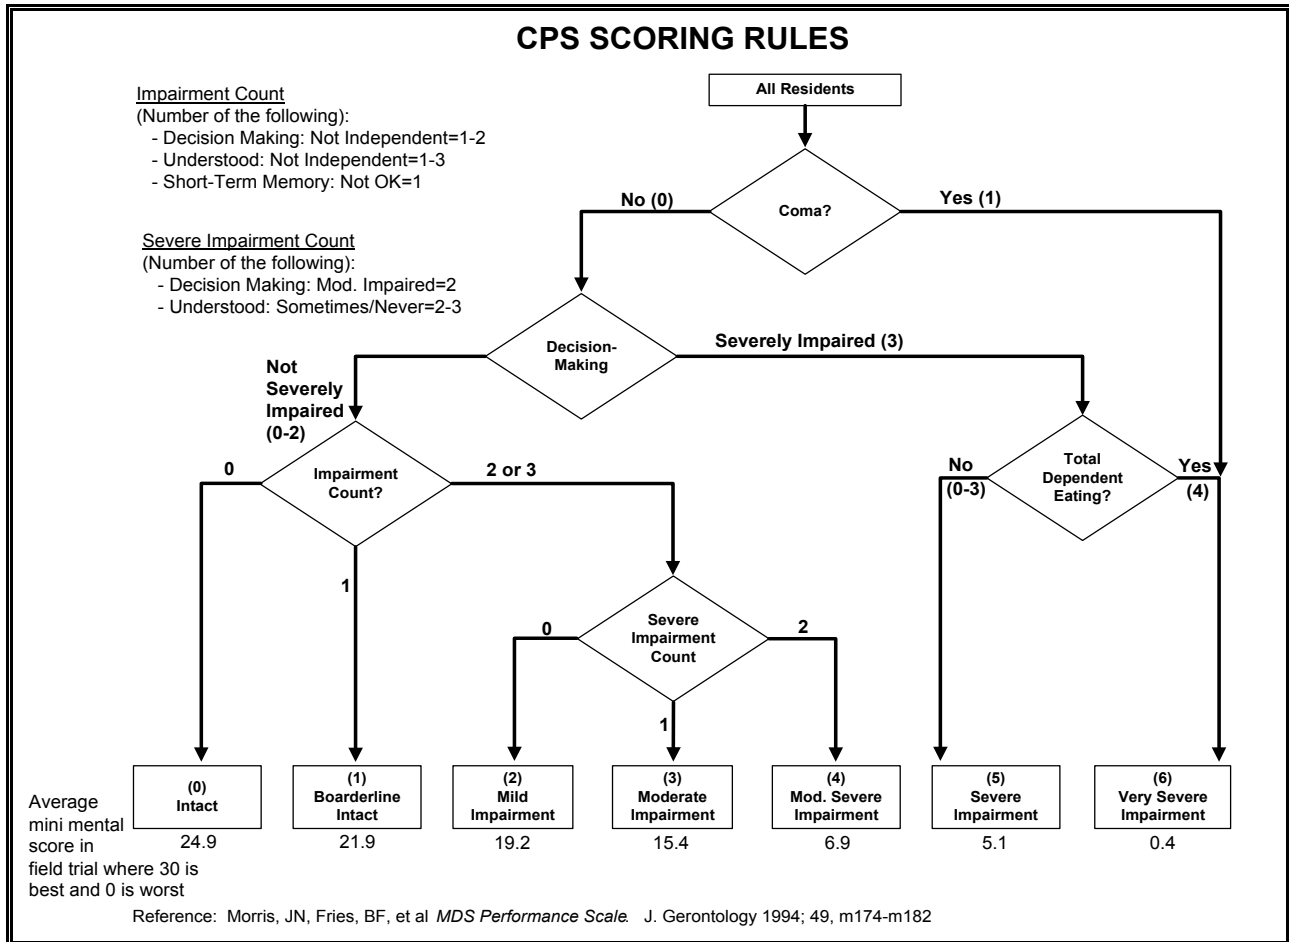 CPS SCORING RULES
Impairment Count
(Number of the following):
- Decision Making: Not Independent=1-2
- Understood: Not Independent=1-3
- Short-Term Memory: Not OK=1
Severe Impairment Count
(Number of the following):
- Decision Making: Mod. Impaired=2
- Understood: Sometimes/Never=2-3
All Residents
No (0)
Coma?
Yes (1)
Decision-
Making
Severely Impaired (3)
Not
Severely
Impaired
(0-2)
0
Impairment
Count?
2 or 3
1
No
(0-3)
Total
Dependent
Eating?
Yes
(4)
0
Severe
Impairment
Count
2
1
(0)
Intact
24.9
(1)
Boarderline
Intact
21.9
(2)
Mild
Impairment
19.2
(3)
Moderate
Impairment
15.4
(4)
Mod. Severe
Impairment
6.9
(5)
Severe
Impairment
5.1
(6)
Very Severe
Impairment
0.4
Average
mini mental
score in
field trial where 30 is
best and 0 is worst
Reference: Morris, JN, Fries, BF, et al MDS Performance Scale. J. Gerontology 1994; 49, m174-m182